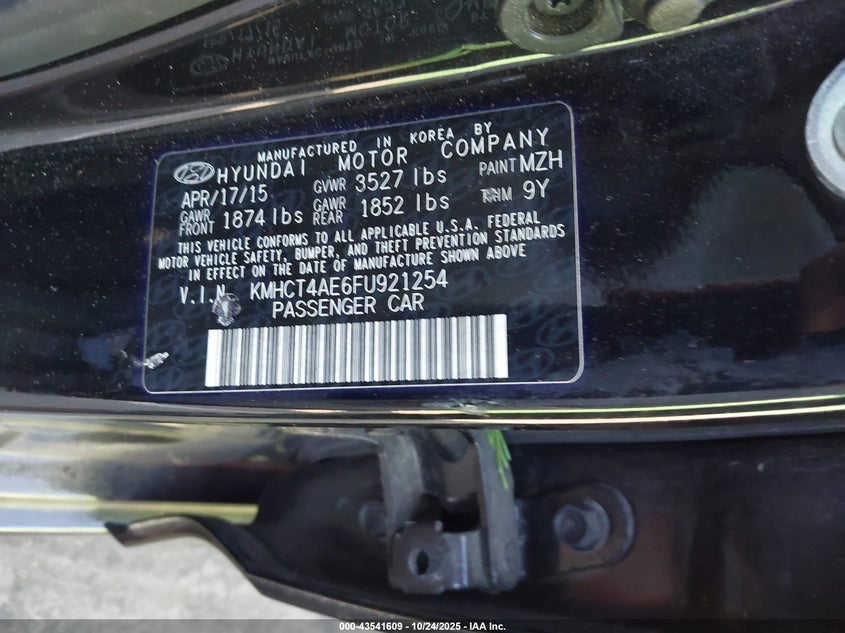 MANUFACTURED IN KOREA BY
HYUNDAI MOTOR COMPANY
APR/17/15 GVWR 3527 lbs PAINT MZH
GAWR FRONT 1874 lbs GAWR REAR 1852 lbs TRIM 9Y
THIS VEHICLE CONFORMS TO ALL APPLICABLE U.S.A. FEDERAL
MOTOR VEHICLE SAFETY, BUMPER, AND THEFT PREVENTION STANDARDS
IN EFFECT ON THE DATE OF MANUFACTURE SHOWN ABOVE.
V.I.N. KMHCT4AE6FU921254
PASSENGER CAR
000-43541609 - 10/24/2025 - IAA Inc.